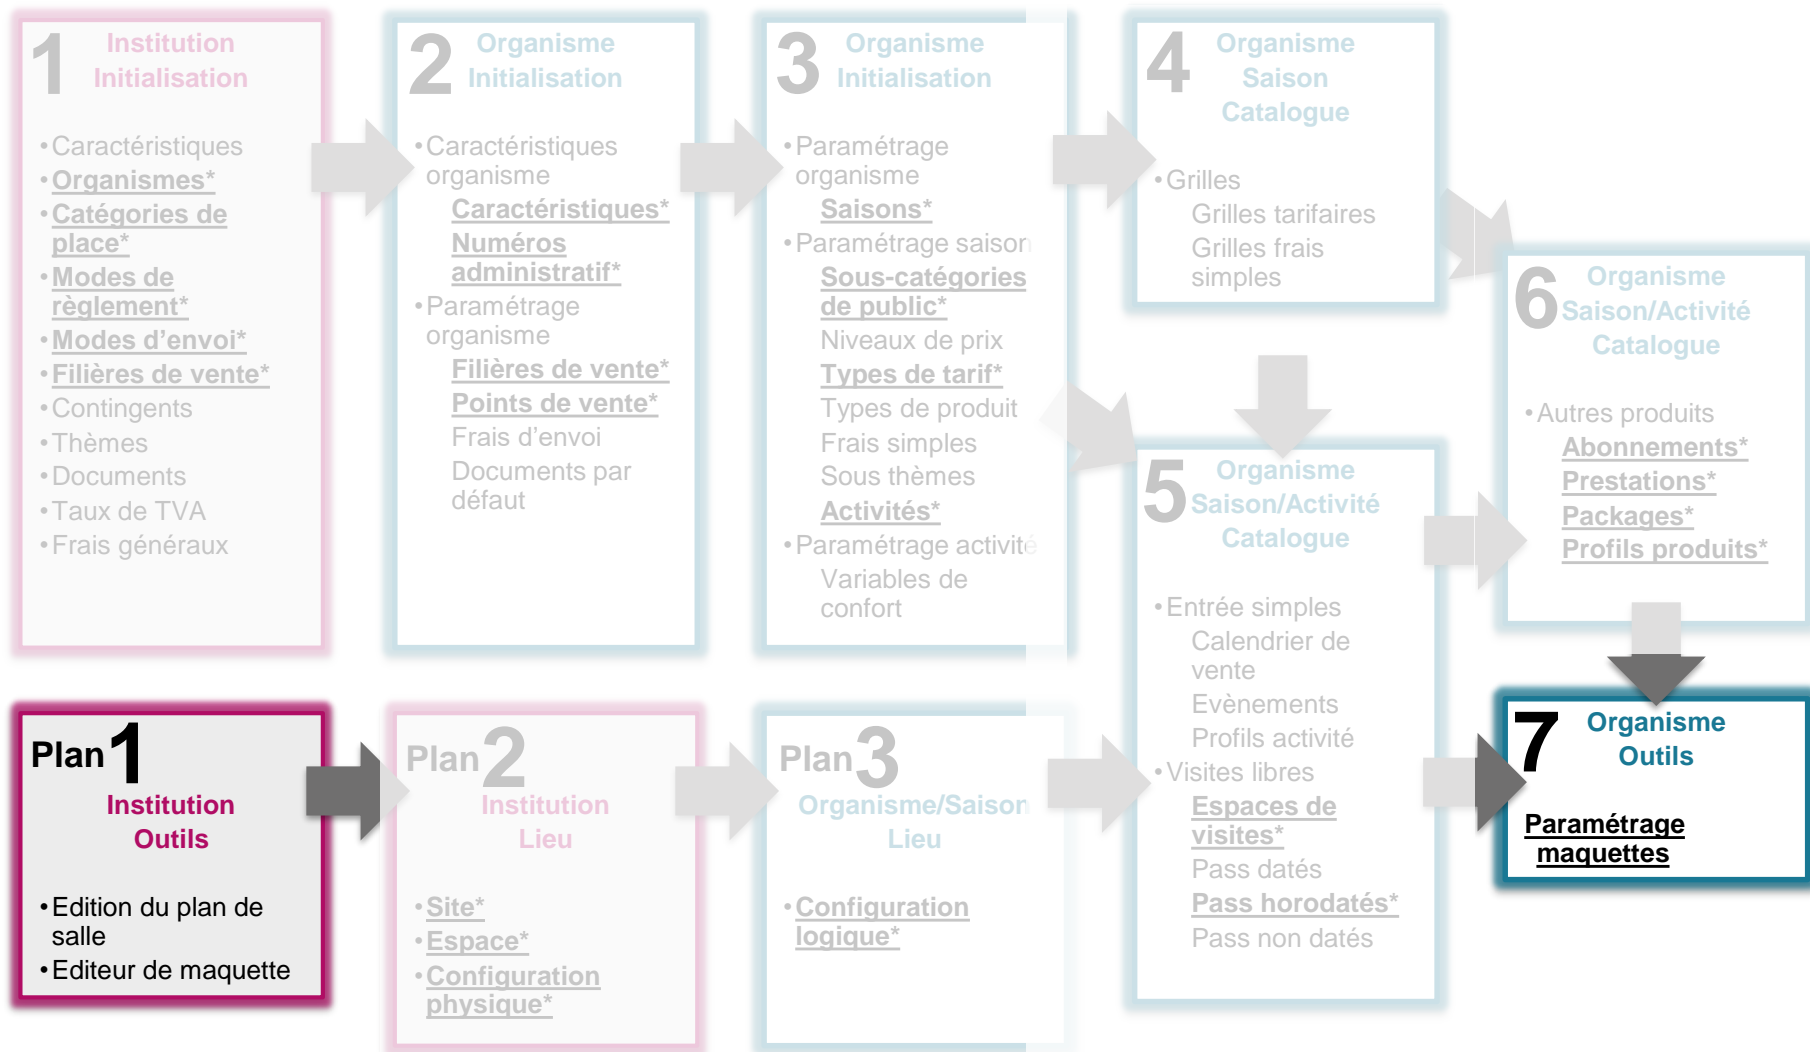 1
Institution
Initialisation
•Caractéristiques
•Organismes*
•Catégories de
place*
•Modes de
règlement*
•Modes d’envoi*
•Filières de vente*
•Contingents
•Thèmes
•Documents
•Taux de TVA
•Frais généraux
2
Organisme
Initialisation
•Caractéristiques
organisme
Caractéristiques*
Numéros
administratif*
•Paramétrage
organisme
Filières de vente*
Points de vente*
Frais d’envoi
Documents par
défaut
3
Organisme
Initialisation
•Paramétrage
organisme
Saisons*
•Paramétrage saison
Sous-catégories
de public*
Niveaux de prix
Types de tarif*
Types de produit
Frais simples
Sous thèmes
Activités*
•Paramétrage activité
Variables de
confort
4
Organisme
Saison
Catalogue
•Grilles
Grilles tarifaires
Grilles frais
simples
5
Organisme
Saison/Activité
Catalogue
•Entrée simples
Calendrier de
vente
Evènements
Profils activité
•Visites libres
Espaces de
visites*
Pass datés
Pass horodatés*
Pass non datés
6
Organisme
Saison/Activité
Catalogue
•Autres produits
Abonnements*
Prestations*
Packages*
Profils produits*
Plan 1
Institution
Outils
•Edition du plan de
salle
•Editeur de maquette
Plan 2
Institution
Lieu
•Site*
•Espace*
•Configuration
physique*
Plan 3
Organisme/Saison
Lieu
•Configuration
logique*
7
Organisme
Outils
Paramétrage
maquettes